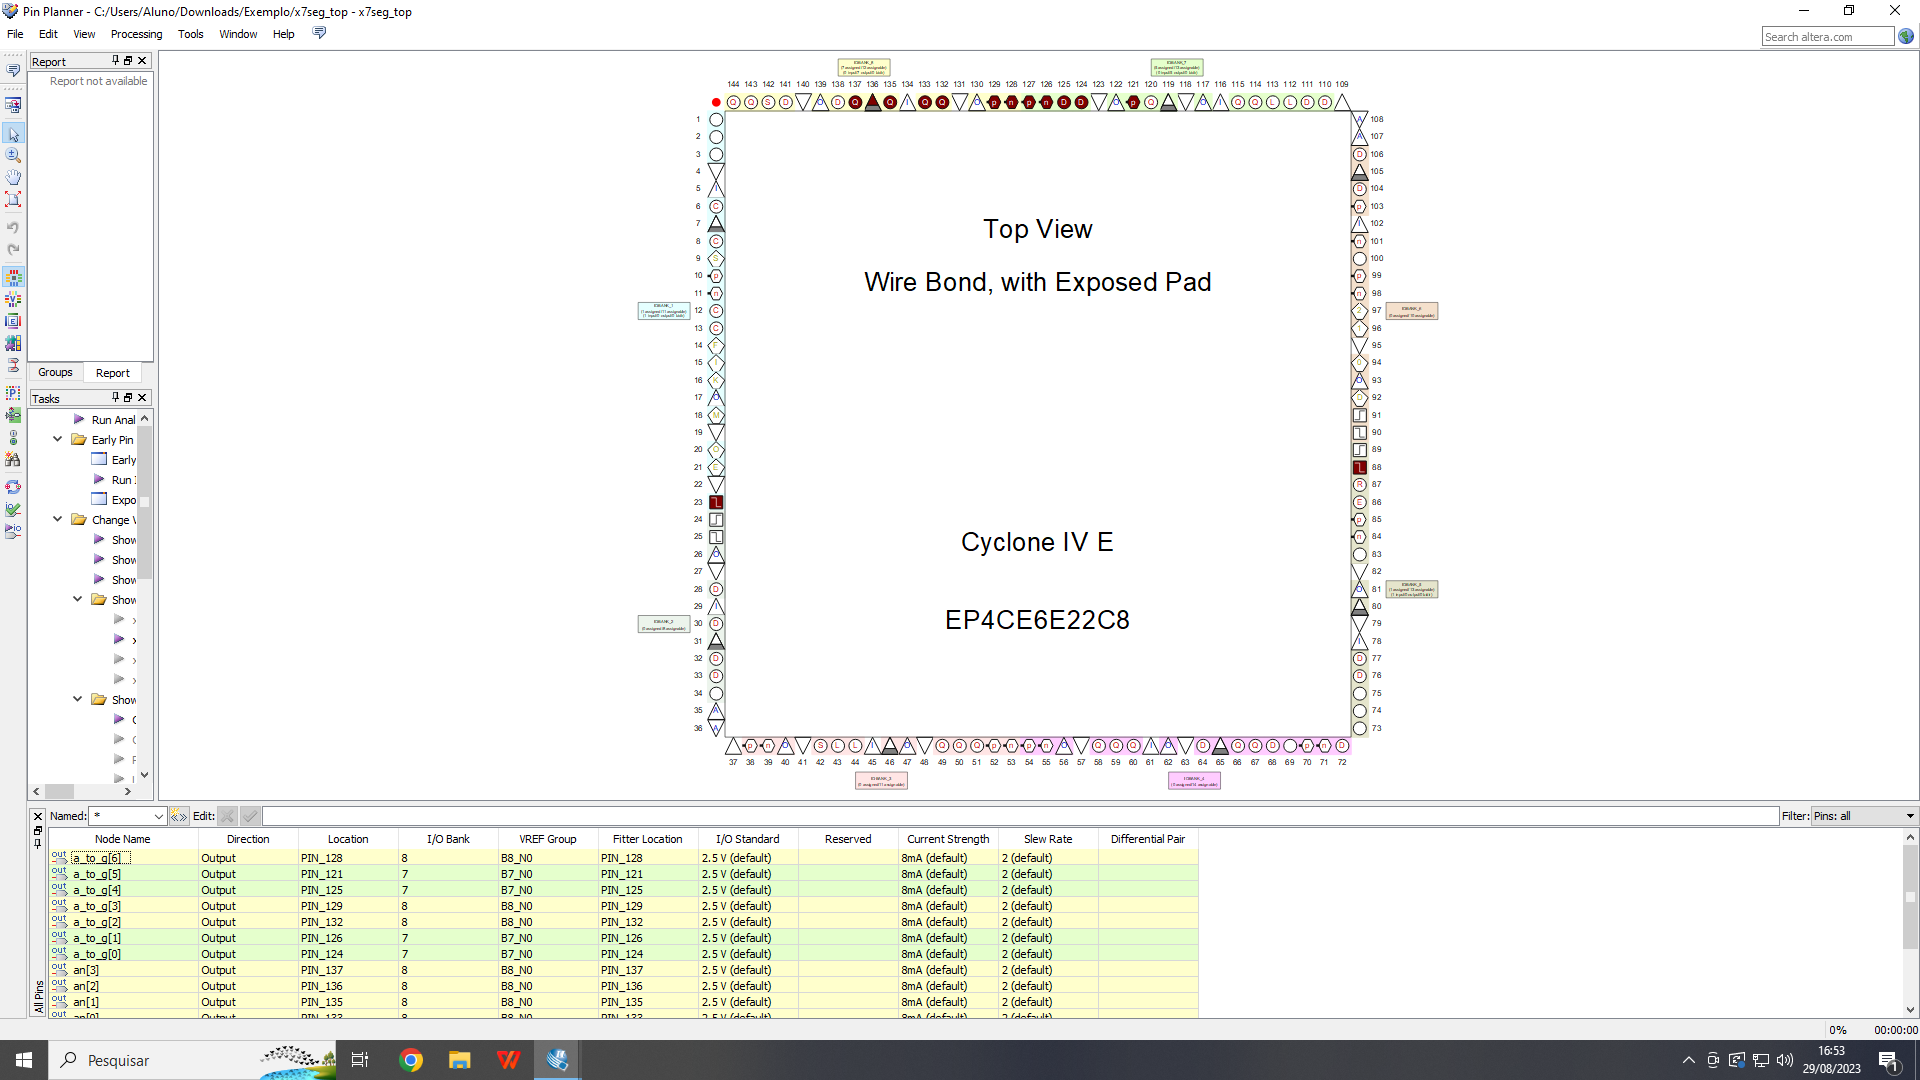 Pin Planner - C:/Users/Aluno/Downloads/Exemplo/x7seg_top - x7seg_top
File Edit View Processing Tools Window Help
Search altera.com
Report
Report not available
Groups Report
Tasks
Run Anal
Early Pin
Early
Run
Expo
Change
Show
Show
Show
Show
Show
144 143 142 141 140 139 138 137 136 135 134 133 132 131 130 129 128 127 126 125 124 123 122 121 120 119 118 117 116 115 114 113 112 111 110 109
1 2 3 4 5 6 7 8 9 10 11 12 13 14 15 16 17 18 19 20 21 22 23 24 25 26 27 28 29 30 31 32 33 34 35 36
Top View
Wire Bond, with Exposed Pad
Cyclone IV E
EP4CE6E22C8
108 107 106 105 104 103 102 101 100 99 98 97 96 95 94 93 92 91 90 89 88 87 86 85 84 83 82 81 80 79 78 77 76 75 74 73
37 38 39 40 41 42 43 44 45 46 47 48 49 50 51 52 53 54 55 56 57 58 59 60 61 62 63 64 65 66 67 68 69 70 71 72
Named: * Edit: Filter: Pins: all
Node Name Direction Location I/O Bank VREF Group Fitter Location I/O Standard Reserved Current Strength Slew Rate Differential Pair
out a_to_g[6] Output PIN_128 8 B8_N0 PIN_128 2.5 V (default) 8mA (default) 2 (default)
out a_to_g[5] Output PIN_121 7 B7_N0 PIN_121 2.5 V (default) 8mA (default) 2 (default)
out a_to_g[4] Output PIN_125 7 B7_N0 PIN_125 2.5 V (default) 8mA (default) 2 (default)
out a_to_g[3] Output PIN_129 8 B8_N0 PIN_129 2.5 V (default) 8mA (default) 2 (default)
out a_to_g[2] Output PIN_132 8 B8_N0 PIN_132 2.5 V (default) 8mA (default) 2 (default)
out a_to_g[1] Output PIN_126 7 B7_N0 PIN_126 2.5 V (default) 8mA (default) 2 (default)
out a_to_g[0] Output PIN_124 7 B7_N0 PIN_124 2.5 V (default) 8mA (default) 2 (default)
out an[3] Output PIN_137 8 B8_N0 PIN_137 2.5 V (default) 8mA (default) 2 (default)
out an[2] Output PIN_136 8 B8_N0 PIN_136 2.5 V (default) 8mA (default) 2 (default)
out an[1] Output PIN_135 8 B8_N0 PIN_135 2.5 V (default) 8mA (default) 2 (default)
out an[0] Output PIN_133 8 B8_N0 PIN_133 2.5 V (default) 8mA (default) 2 (default)
All Pins
0% 00:00:00
Pesquisar
16:53
29/08/2023
1